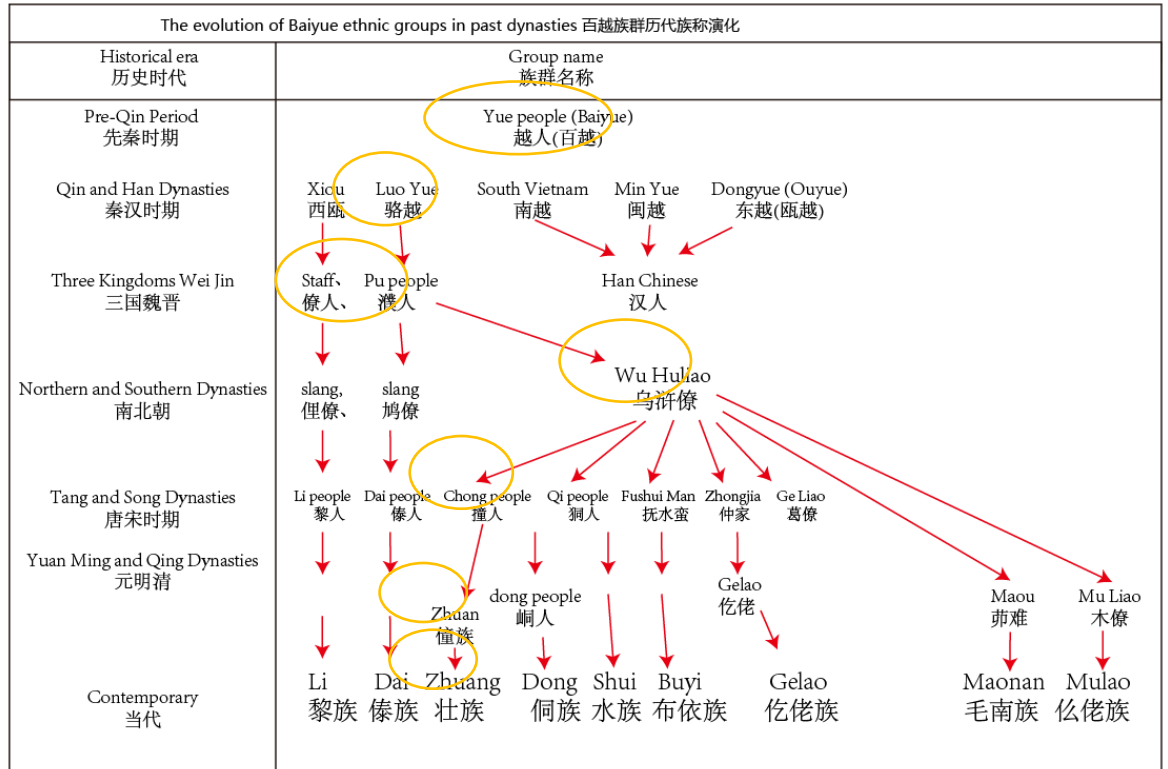 The evolution of Baiyue ethnic groups in past dynasties 百越族群历代族称演化
Historical era
历史时代
Group name
族群名称
Pre-Qin Period
先秦时期
Yue people (Baiyue)
越人(百越)
Qin and Han Dynasties
秦汉时期
Xiou
西瓯
Luo Yue
骆越
South Vietnam
南越
Min Yue
闽越
Dongyue (Ouyue)
东越(瓯越)
Three Kingdoms Wei Jin
三国魏晋
Staff、
僚人、
Pu people
濮人
Han Chinese
汉人
Northern and Southern Dynasties
南北朝
slang,
俚僚、
slang
鸠僚
Wu Huliao
乌浒僚
Tang and Song Dynasties
唐宋时期
Li people
黎人
Dai people
傣人
Chong people
撞人
Qi people
狪人
Fushui Man
抚水蛮
Zhongjia
仲家
Ge Liao
葛僚
Yuan Ming and Qing Dynasties
元明清
Zhuan
憧族
dong people
峒人
Gelao
仡佬
Maou
茆难
Mu Liao
木僚
Contemporary
当代
Li
黎族
Dai
傣族
Zhuang
壮族
Dong
侗族
Shui
水族
Buyi
布依族
Gelao
仡佬族
Maonan
毛南族
Mulao
仫佬族